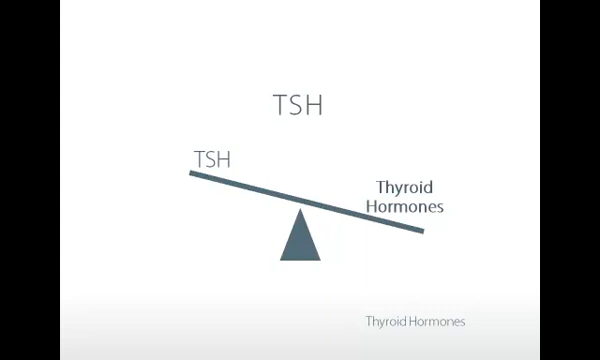 TSH
TSH
Thyroid
Hormones
Thyroid Hormones